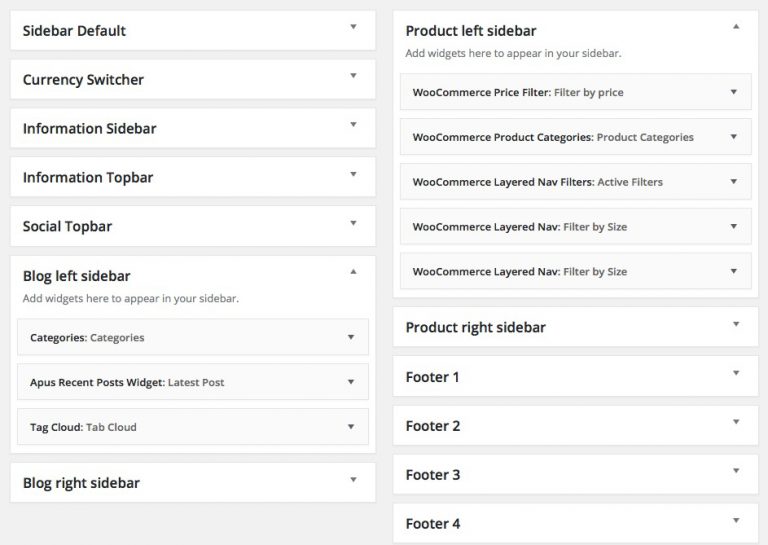 Sidebar Default
Currency Switcher
Information Sidebar
Information Topbar
Social Topbar
Blog left sidebar
Add widgets here to appear in your sidebar.
Categories: Categories
Apus Recent Posts Widget: Latest Post
Tag Cloud: Tab Cloud
Blog right sidebar
Product left sidebar
Add widgets here to appear in your sidebar.
WooCommerce Price Filter: Filter by price
WooCommerce Product Categories: Product Categories
WooCommerce Layered Nav Filters: Active Filters
WooCommerce Layered Nav: Filter by Size
WooCommerce Layered Nav: Filter by Size
Product right sidebar
Footer 1
Footer 2
Footer 3
Footer 4